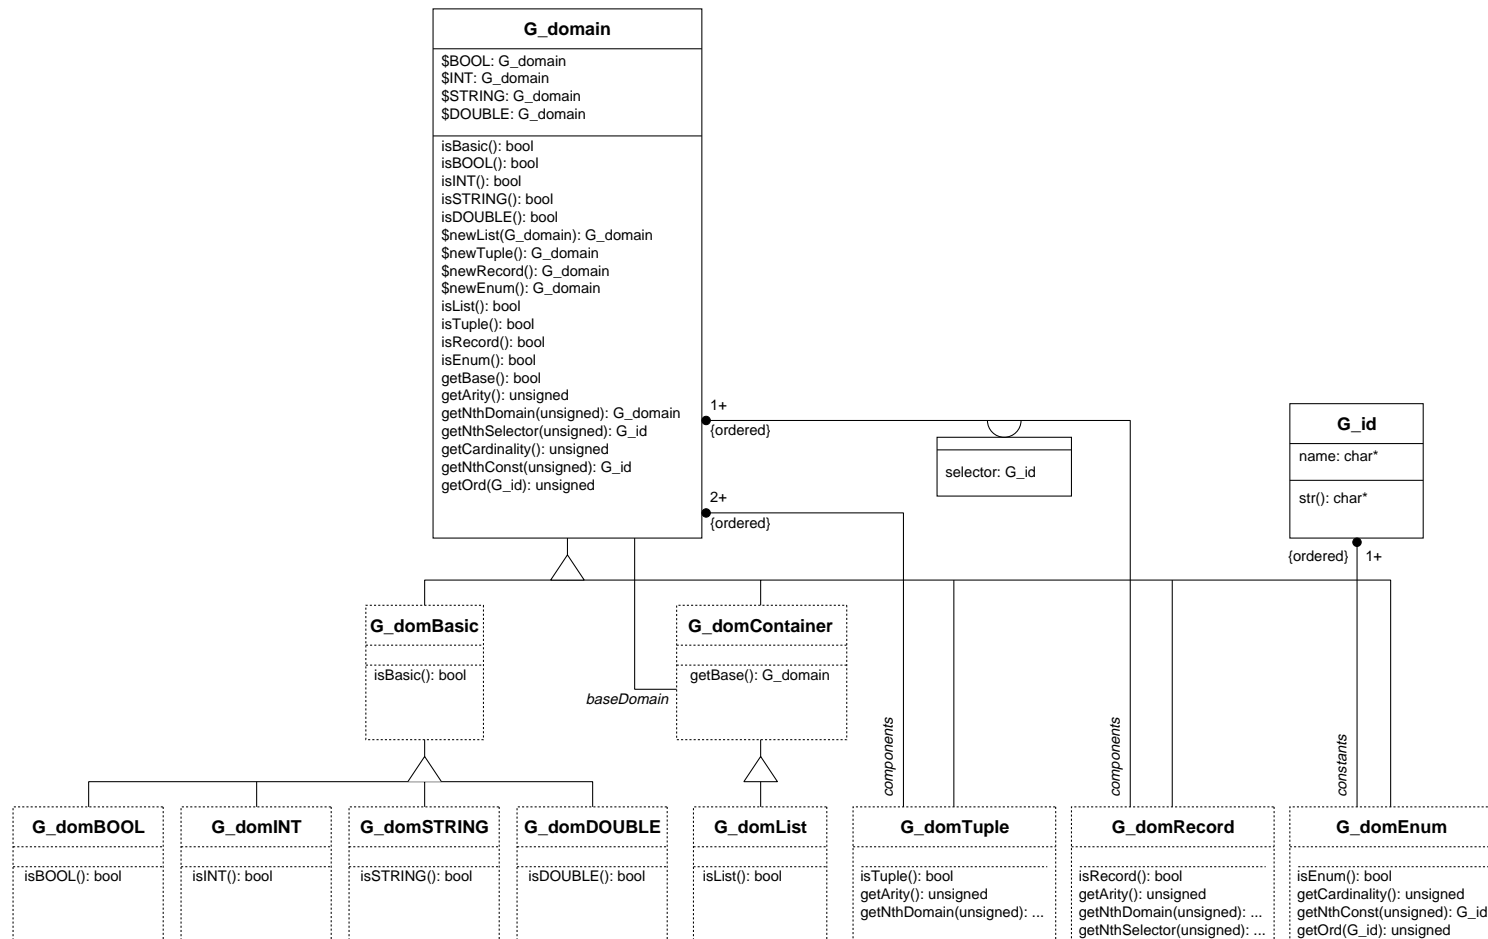 G_domain
$BOOL: G_domain
$INT: G_domain
$STRING: G_domain
$DOUBLE: G_domain
isBasic(): bool
isBOOL(): bool
isINT(): bool
isSTRING(): bool
isDOUBLE(): bool
$newList(G_domain): G_domain
$newTuple(): G_domain
$newRecord(): G_domain
$newEnum(): G_domain
isList(): bool
isTuple(): bool
isRecord(): bool
isEnum(): bool
getBase(): bool
getArity(): unsigned
getNthDomain(unsigned): G_domain
getNthSelector(unsigned): G_id
getCardinality(): unsigned
getNthConst(unsigned): G_id
getOrd(G_id): unsigned
1+
{ordered}
2+
{ordered}
selector: G_id
G_id
name: char*
str(): char*
{ordered} 1+
G_domBasic
isBasic(): bool
baseDomain
G_domContainer
getBase(): G_domain
components
components
constants
G_domBOOL
isBOOL(): bool
G_domINT
isINT(): bool
G_domSTRING
isSTRING(): bool
G_domDOUBLE
isDOUBLE(): bool
G_domList
isList(): bool
G_domTuple
isTuple(): bool
getArity(): unsigned
getNthDomain(unsigned): ...
G_domRecord
isRecord(): bool
getArity(): unsigned
getNthDomain(unsigned): ...
getNthSelector(unsigned): ...
G_domEnum
isEnum(): bool
getCardinality(): unsigned
getNthConst(unsigned): G_id
getOrd(G_id): unsigned